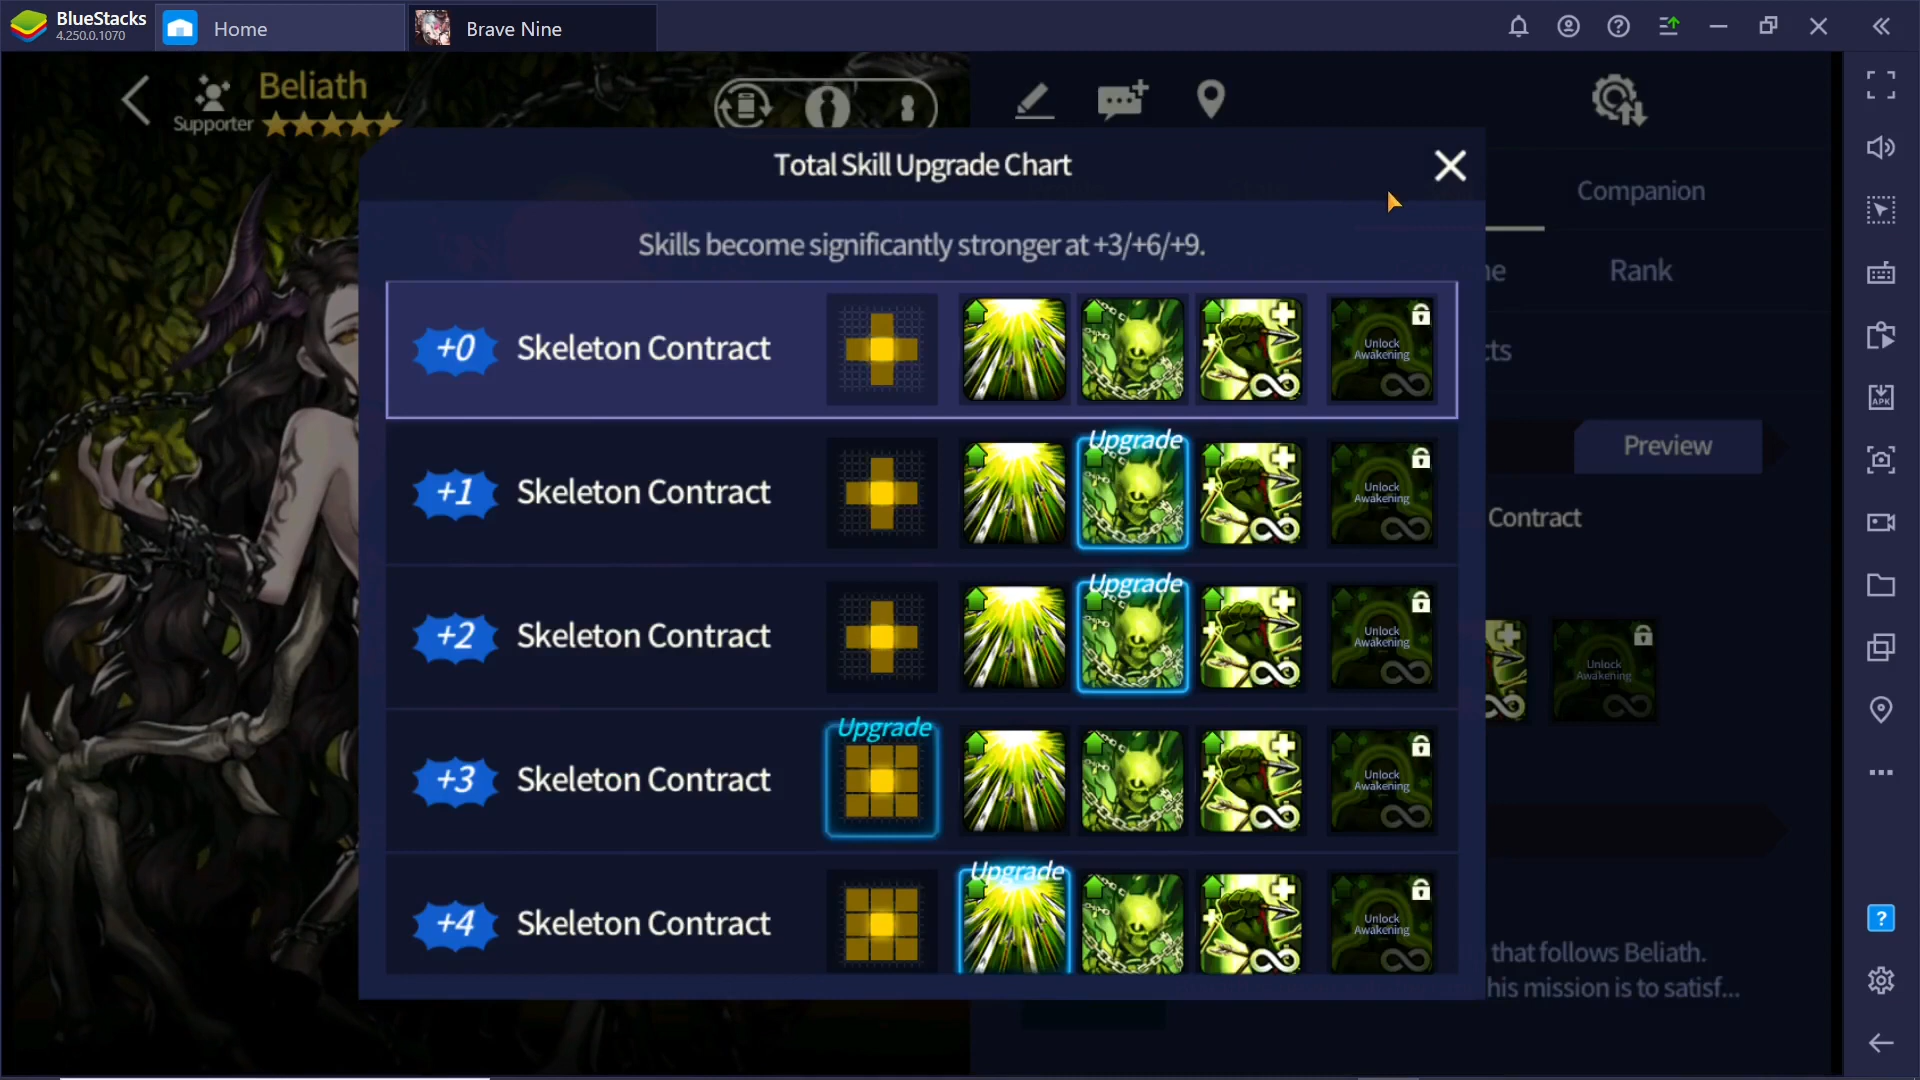 BlueStacks
4.250.0.1070
Home
Brave Nine
Beliath
Supporter
Total Skill Upgrade Chart
Companion
Skills become significantly stronger at +3/+6/+9.
Rank
+0 Skeleton Contract
Unlock
Awakening
Preview
Upgrade
+1 Skeleton Contract
Unlock
Awakening
Contract
Upgrade
+2 Skeleton Contract
Unlock
Awakening
Unlock
Awakening
Upgrade
+3 Skeleton Contract
Unlock
Awakening
Upgrade
+4 Skeleton Contract
Unlock
Awakening
that follows Beliath.
his mission is to satisf...
APK
?